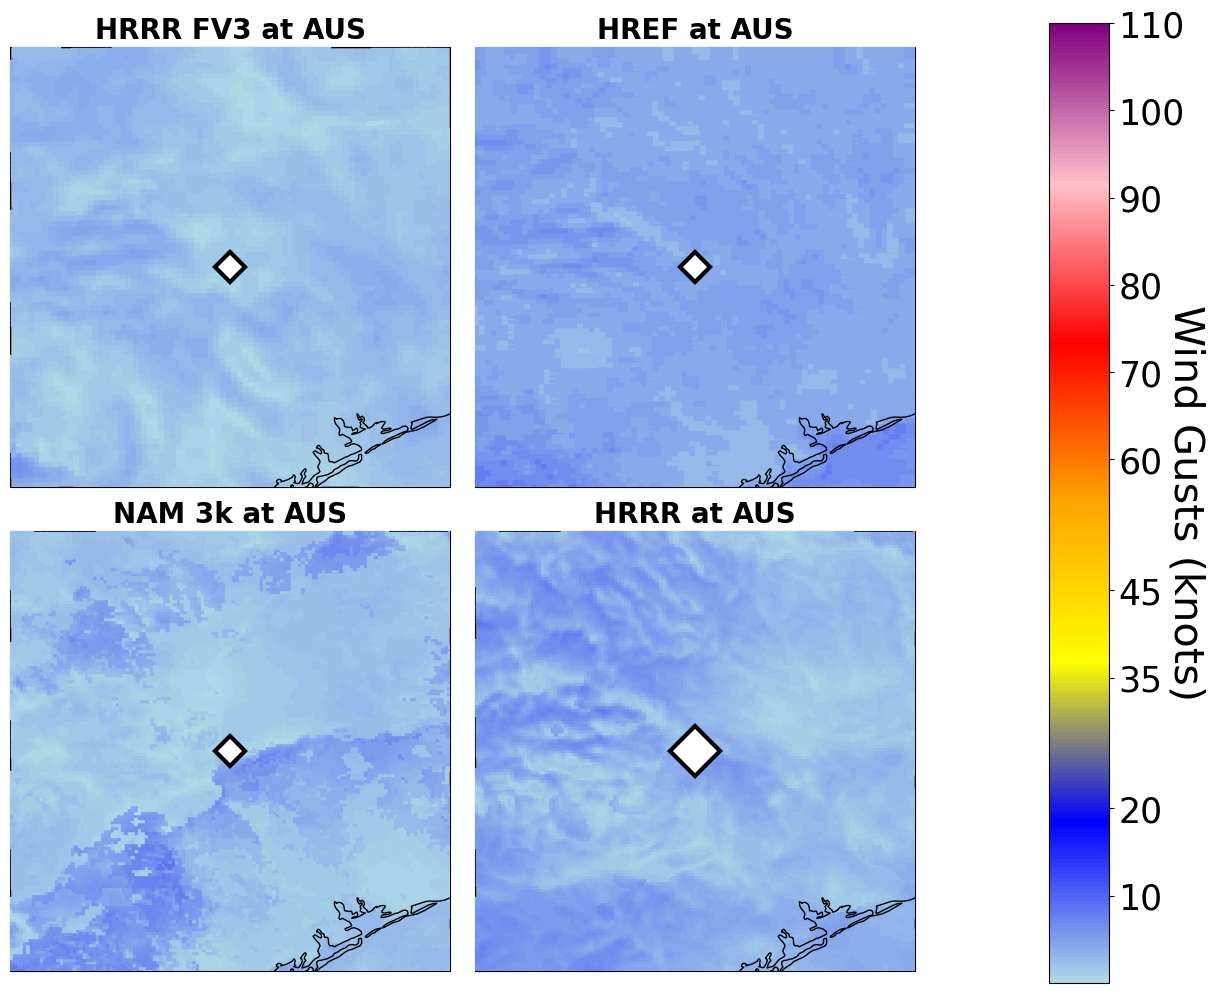 HRRR FV3 at AUS
HREF at AUS
NAM 3k at AUS
HRRR at AUS
110
100
90
80
70
60
45
35
20
10
Wind Gusts (knots)